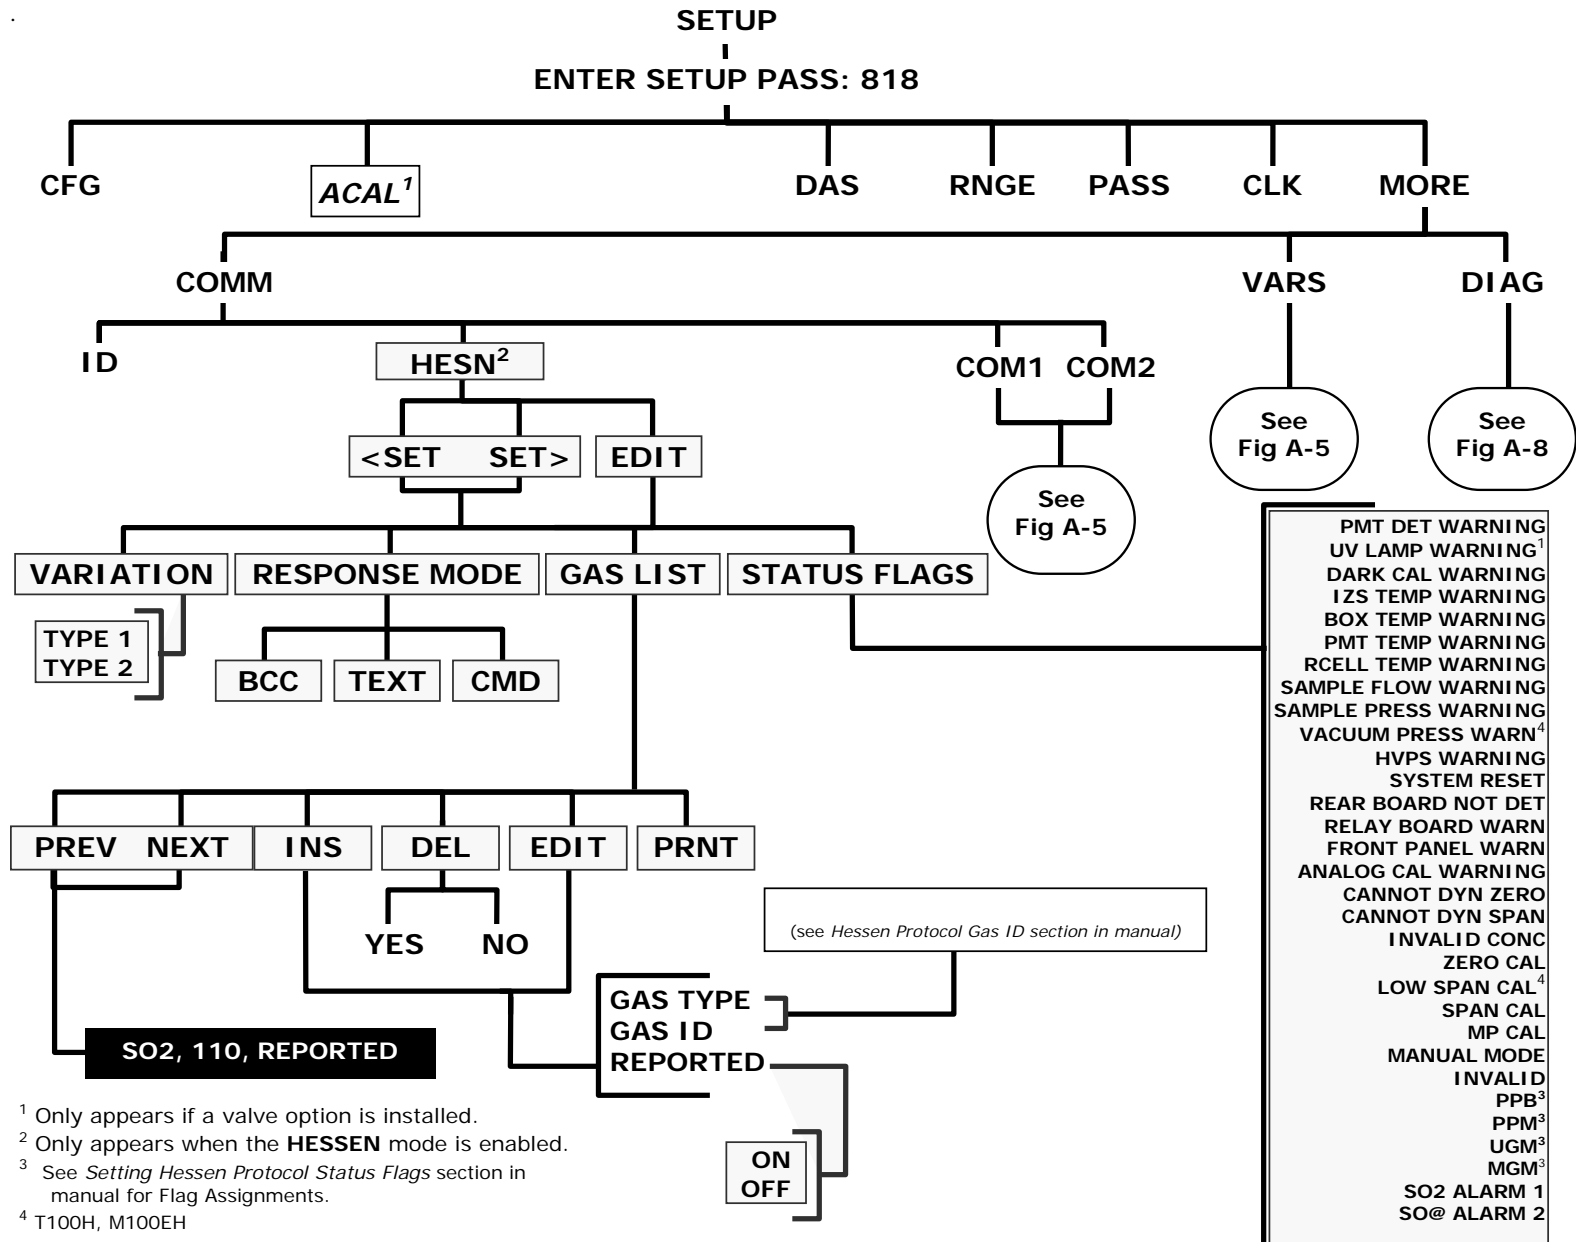 .
SETUP
ENTER SETUP PASS: 818
CFG
ACAL¹
DAS
RNGE
PASS
CLK
MORE
COMM
VARS
DIAG
ID
HESN²
COM1
COM2
<SET SET>
EDIT
See
Fig A-5
See
Fig A-8
See
Fig A-5
VARIATION
RESPONSE MODE
GAS LIST
STATUS FLAGS
TYPE 1
TYPE 2
BCC
TEXT
CMD
PREV NEXT
INS
DEL
EDIT
PRNT
YES
NO
(see Hessen Protocol Gas ID section in manual)
GAS TYPE
GAS ID
REPORTED
SO2, 110, REPORTED
ON
OFF
PMT DET WARNING
UV LAMP WARNING¹
DARK CAL WARNING
IZS TEMP WARNING
BOX TEMP WARNING
PMT TEMP WARNING
RCELL TEMP WARNING
SAMPLE FLOW WARNING
SAMPLE PRESS WARNING
VACUUM PRESS WARN⁴
HVPS WARNING
SYSTEM RESET
REAR BOARD NOT DET
RELAY BOARD WARN
FRONT PANEL WARN
ANALOG CAL WARNING
CANNOT DYN ZERO
CANNOT DYN SPAN
INVALID CONC
ZERO CAL
LOW SPAN CAL⁴
SPAN CAL
MP CAL
MANUAL MODE
INVALID
PPB³
PPM³
UGM³
MGM³
SO2 ALARM 1
SO@ ALARM 2
¹ Only appears if a valve option is installed.
² Only appears when the HESSEN mode is enabled.
³ See Setting Hessen Protocol Status Flags section in
manual for Flag Assignments.
⁴ T100H, M100EH